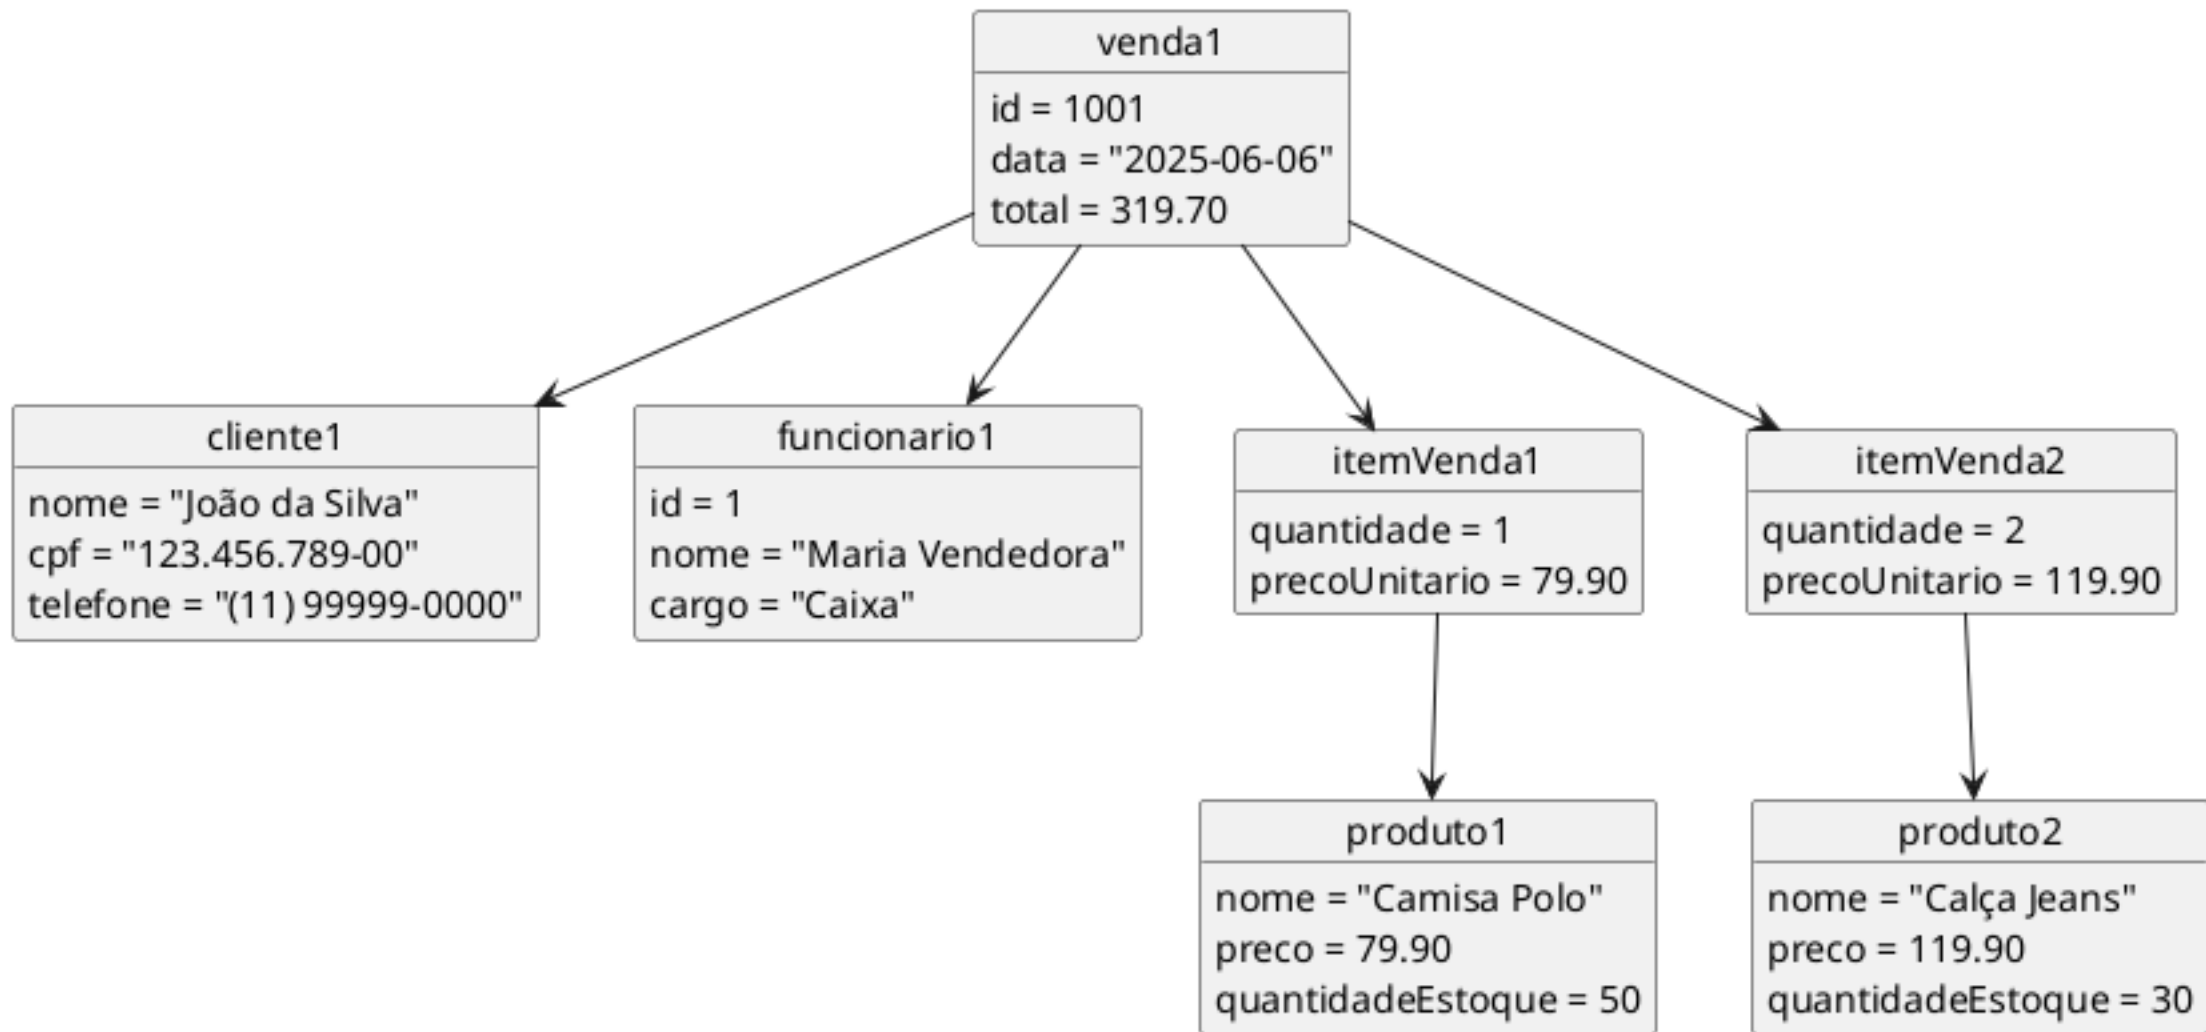 venda1
id = 1001
data = "2025-06-06"
total = 319.70
cliente1
nome = "João da Silva"
cpf = "123.456.789-00"
telefone = "(11) 99999-0000"
funcionario1
id = 1
nome = "Maria Vendedora"
cargo = "Caixa"
itemVenda1
quantidade = 1
precoUnitario = 79.90
itemVenda2
quantidade = 2
precoUnitario = 119.90
produto1
nome = "Camisa Polo"
preco = 79.90
quantidadeEstoque = 50
produto2
nome = "Calça Jeans"
preco = 119.90
quantidadeEstoque = 30